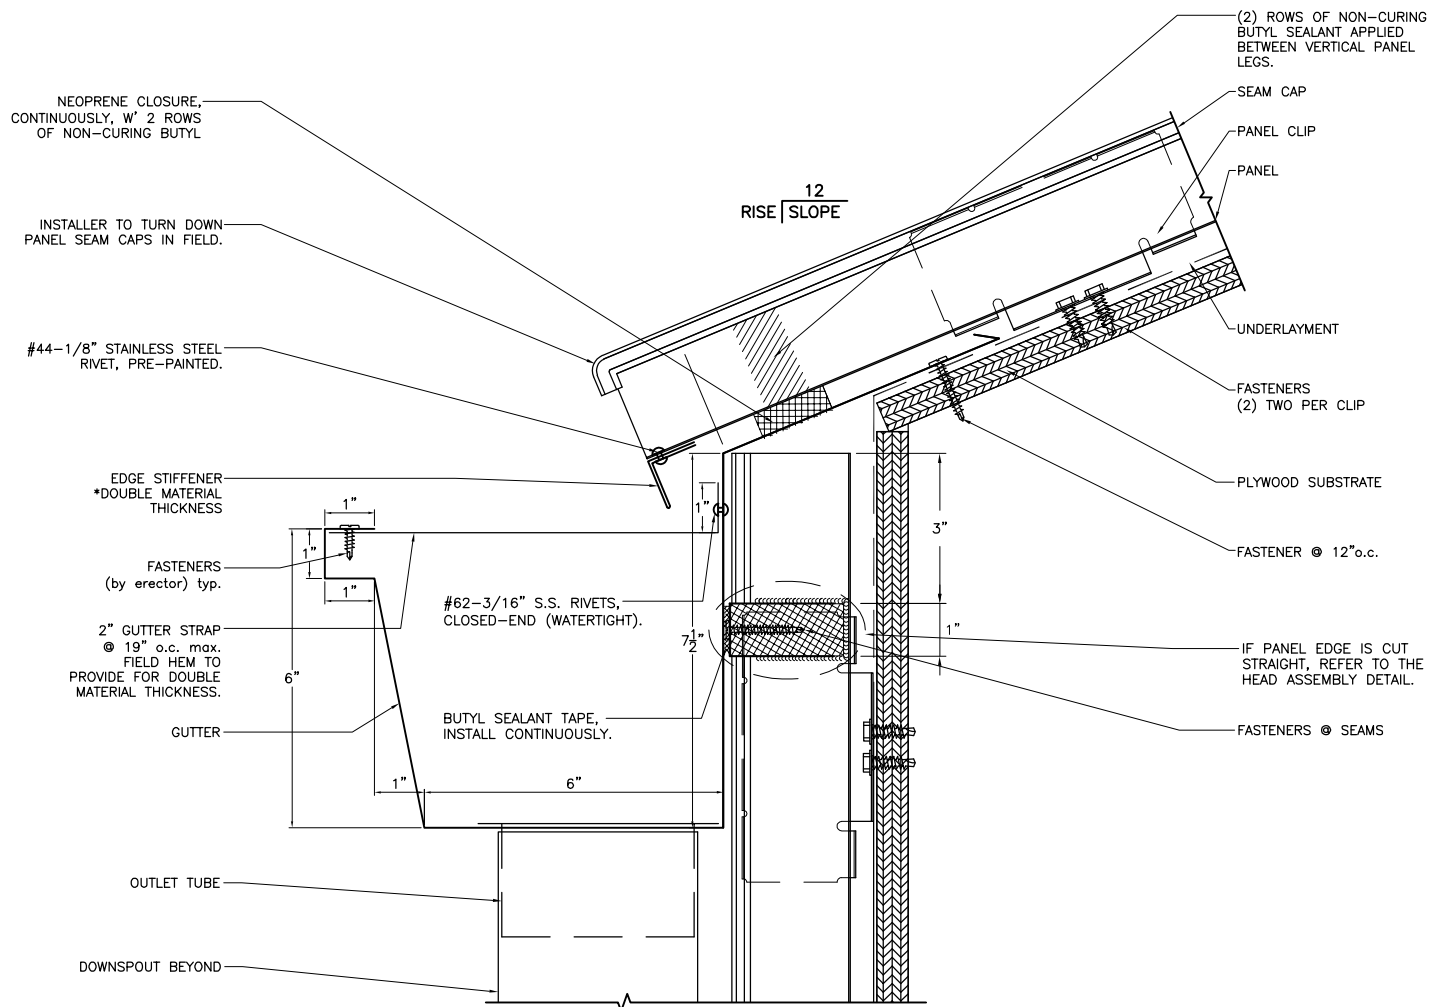 (2) ROWS OF NON-CURING
BUTYL SEALANT APPLIED
BETWEEN VERTICAL PANEL
LEGS.
SEAM CAP
PANEL CLIP
PANEL
NEOPRENE CLOSURE,
CONTINUOUSLY, W' 2 ROWS
OF NON-CURING BUTYL
12
RISE SLOPE
INSTALLER TO TURN DOWN
PANEL SEAM CAPS IN FIELD.
#44-1/8" STAINLESS STEEL
RIVET, PRE-PAINTED.
UNDERLAYMENT
FASTENERS
(2) TWO PER CLIP
EDGE STIFFENER
*DOUBLE MATERIAL
THICKNESS
PLYWOOD SUBSTRATE
1"
1"
1"
1"
3"
FASTENER @ 12"o.c.
FASTENERS
(by erector) typ.
#62-3/16" S.S. RIVETS,
CLOSED-END (WATERTIGHT).
2" GUTTER STRAP
@ 19" o.c. max.
FIELD HEM TO
PROVIDE FOR DOUBLE
MATERIAL THICKNESS.
6"
7 1/2"
1"
IF PANEL EDGE IS CUT
STRAIGHT, REFER TO THE
HEAD ASSEMBLY DETAIL.
GUTTER
BUTYL SEALANT TAPE,
INSTALL CONTINUOUSLY.
FASTENERS @ SEAMS
1"
6"
OUTLET TUBE
DOWNSPOUT BEYOND